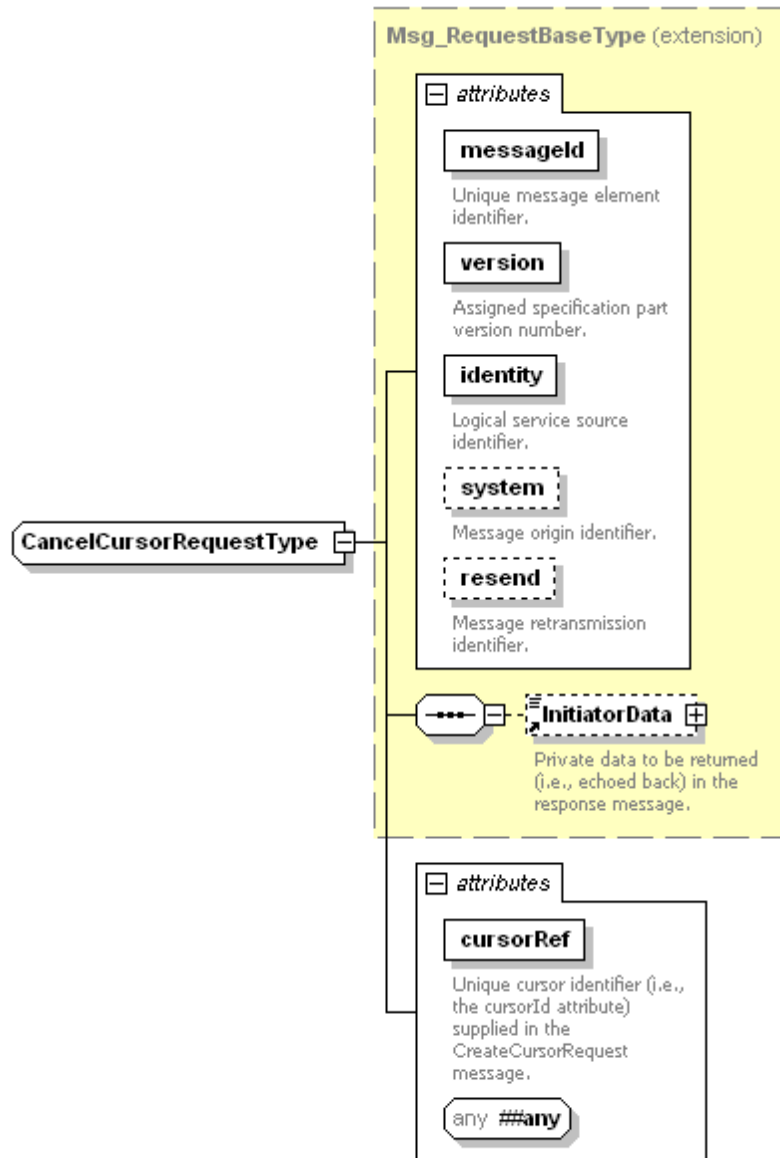 Msg_RequestBaseType (extension)
attributes
messageId
Unique message element
identifier.
version
Assigned specification part
version number.
identity
Logical service source
identifier.
system
Message origin identifier.
CancelCursorRequestType
resend
Message retransmission
identifier.
InitiatorData
Private data to be returned
(i.e., echoed back) in the
response message.
attributes
cursorRef
Unique cursor identifier (i.e.,
the cursorId attribute)
supplied in the
CreateCursorRequest
message.
any ##any